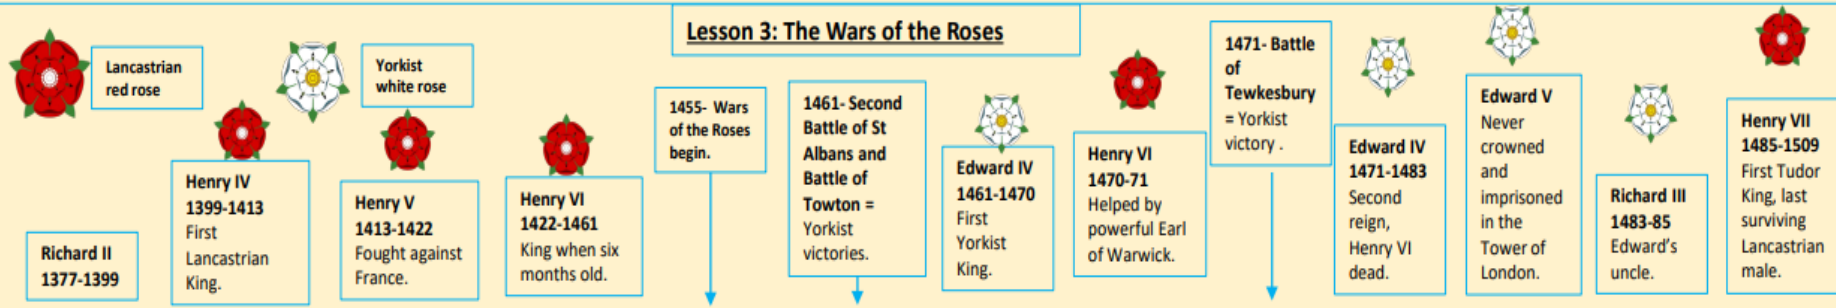 Lesson 3: The Wars of the Roses
Lancastrian
red rose
Yorkist
white rose
Richard II
1377-1399
Henry IV
1399-1413
First
Lancastrian
King.
Henry V
1413-1422
Fought against
France.
Henry VI
1422-1461
King when six
months old.
1455- Wars
of the Roses
begin.
1461- Second
Battle of St
Albans and
Battle of
Towton =
Yorkist
victories.
Edward IV
1461-1470
First
Yorkist
King.
Henry VI
1470-71
Helped by
powerful Earl
of Warwick.
1471- Battle
of
Tewkesbury
= Yorkist
victory .
Edward IV
1471-1483
Second
reign,
Henry VI
dead.
Edward V
Never
crowned
and
imprisoned
in the
Tower of
London.
Richard III
1483-85
Edward's
uncle.
Henry VII
1485-1509
First Tudor
King, last
surviving
Lancastrian
male.